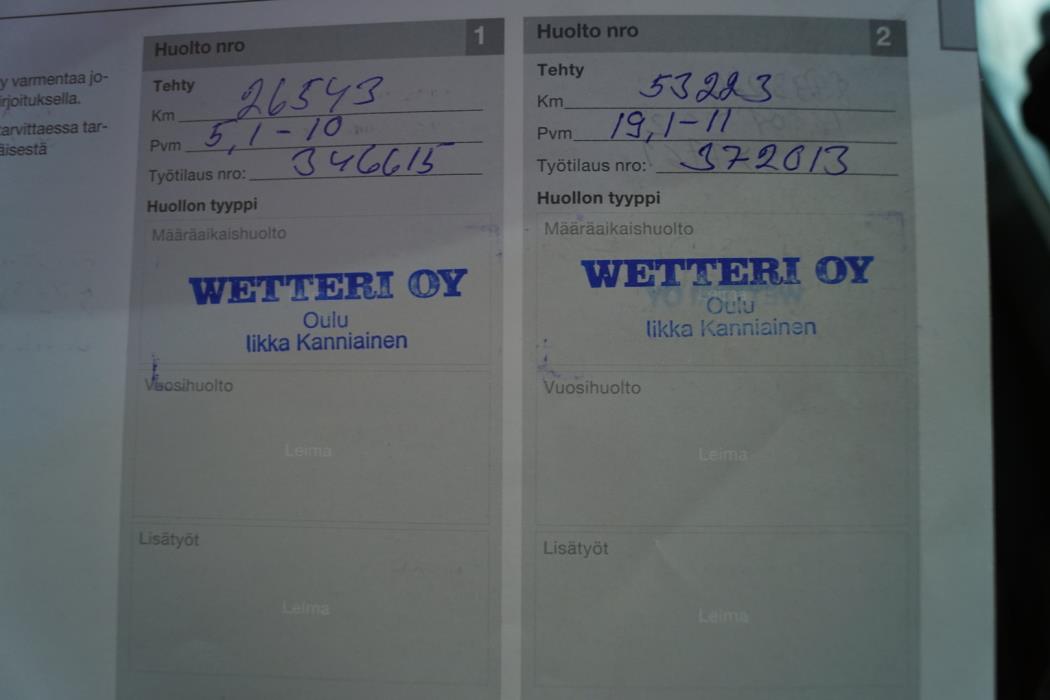 y varmentaa jo-
irjoituksella.
tarvittaessa tar-
äisestä
Huolto nro 1
Tehty
Km 26543
Pvm 5,1-10
Työtilaus nro: 346615
Huollon tyyppi
Määräaikaishuolto
WETTERI OY
Oulu
Iikka Kanniainen
Vuosihuolto
Leima
Lisätyöt
Leima
Huolto nro 2
Tehty
Km 53223
Pvm 19,1-11
Työtilaus nro: 372013
Huollon tyyppi
Määräaikaishuolto
WETTERI OY
Oulu
Iikka Kanniainen
Vuosihuolto
Leima
Lisätyöt
Leima